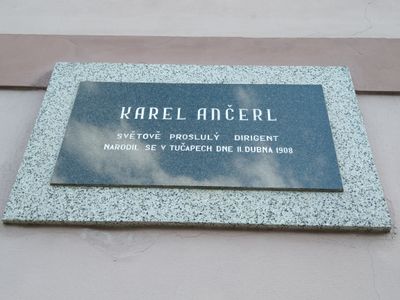 KAREL ANČERL
SVĚTOVĚ PROSLULÝ DIRIGENT
NARODIL SE V TUČAPECH DNE 11. DUBNA 1908